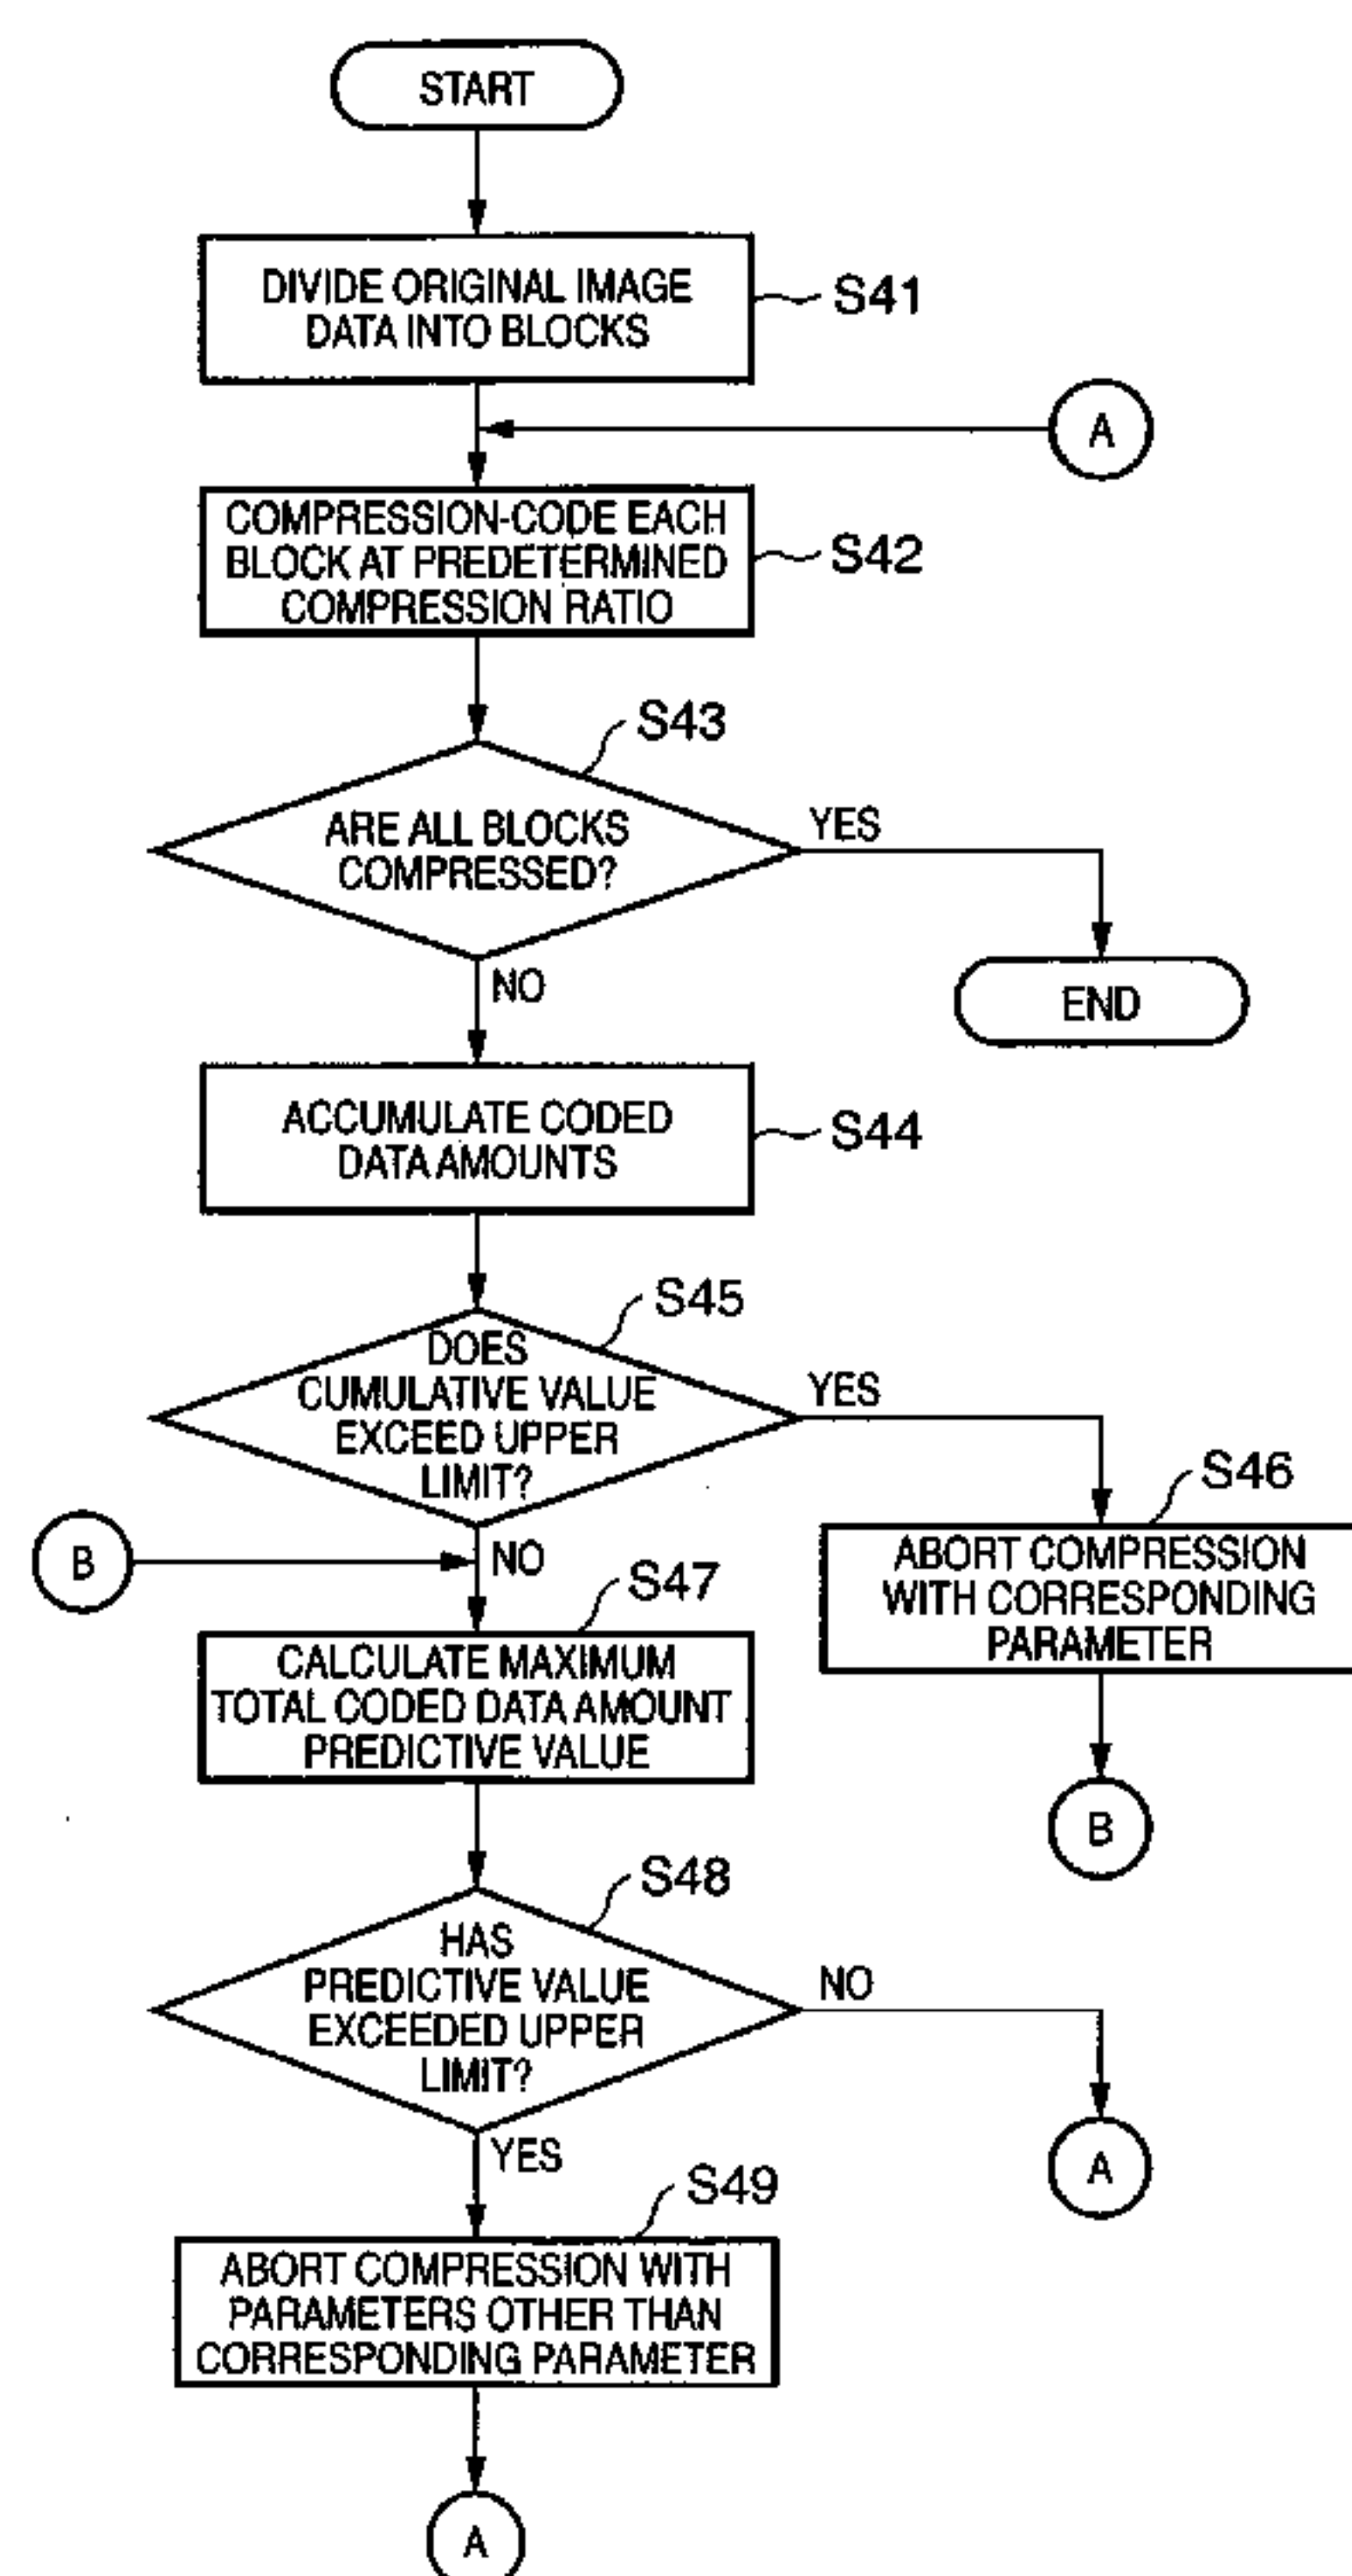 START
DIVIDE ORIGINAL IMAGE
DATA INTO BLOCKS
S41
A
COMPRESSION-CODE EACH
BLOCK AT PREDETERMINED
COMPRESSION RATIO
S42
S43
ARE ALL BLOCKS
COMPRESSED?
YES
NO
END
ACCUMULATE CODED
DATA AMOUNTS
S44
S45
DOES
CUMULATIVE VALUE
EXCEED UPPER
LIMIT?
YES
S46
ABORT COMPRESSION
WITH CORRESPONDING
PARAMETER
B
NO
S47
CALCULATE MAXIMUM
TOTAL CODED DATA AMOUNT
PREDICTIVE VALUE
B
S48
HAS
PREDICTIVE VALUE
EXCEEDED UPPER
LIMIT?
NO
A
YES
S49
ABORT COMPRESSION WITH
PARAMETERS OTHER THAN
CORRESPONDING PARAMETER
A